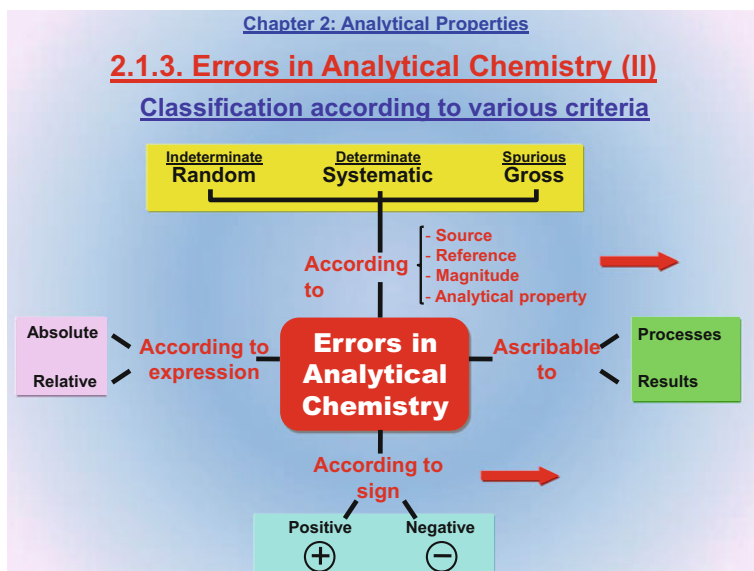 Chapter 2: Analytical Properties
2.1.3. Errors in Analytical Chemistry (II)
Classification according to various criteria
Indeterminate
Random
Determinate
Systematic
Spurious
Gross
According
to
- Source
- Reference
- Magnitude
- Analytical property
Absolute
Relative
According to
expression
Errors in
Analytical
Chemistry
Ascribable
to
Processes
Results
According to
sign
Positive
+
Negative
−